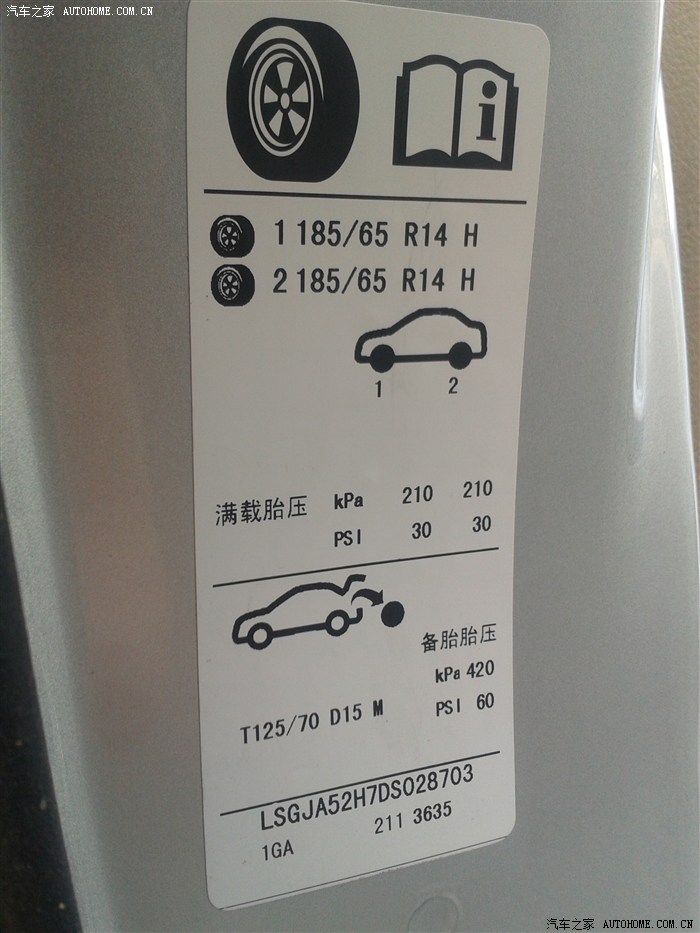 汽车之家 AUTOHOME.COM.CN
i
1 185/65 R14 H
2 185/65 R14 H
1 2
满载胎压 kPa 210 210
PSI 30 30
备胎胎压
kPa 420
T125/70 D15 M PSI 60
LSGJA52H7DS028703
1GA 211 3635
汽车之家 AUTOHOME.COM.CN